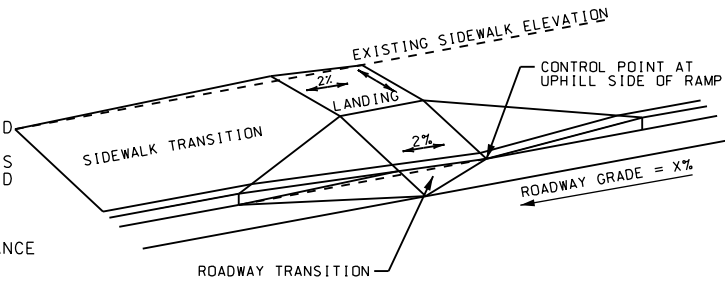 EXISTING SIDEWALK ELEVATION
CONTROL POINT AT
UPHILL SIDE OF RAMP
2%
LANDING
D
SIDEWALK TRANSITION
2%
S
D
ROADWAY GRADE = X%
ANCE
ROADWAY TRANSITION